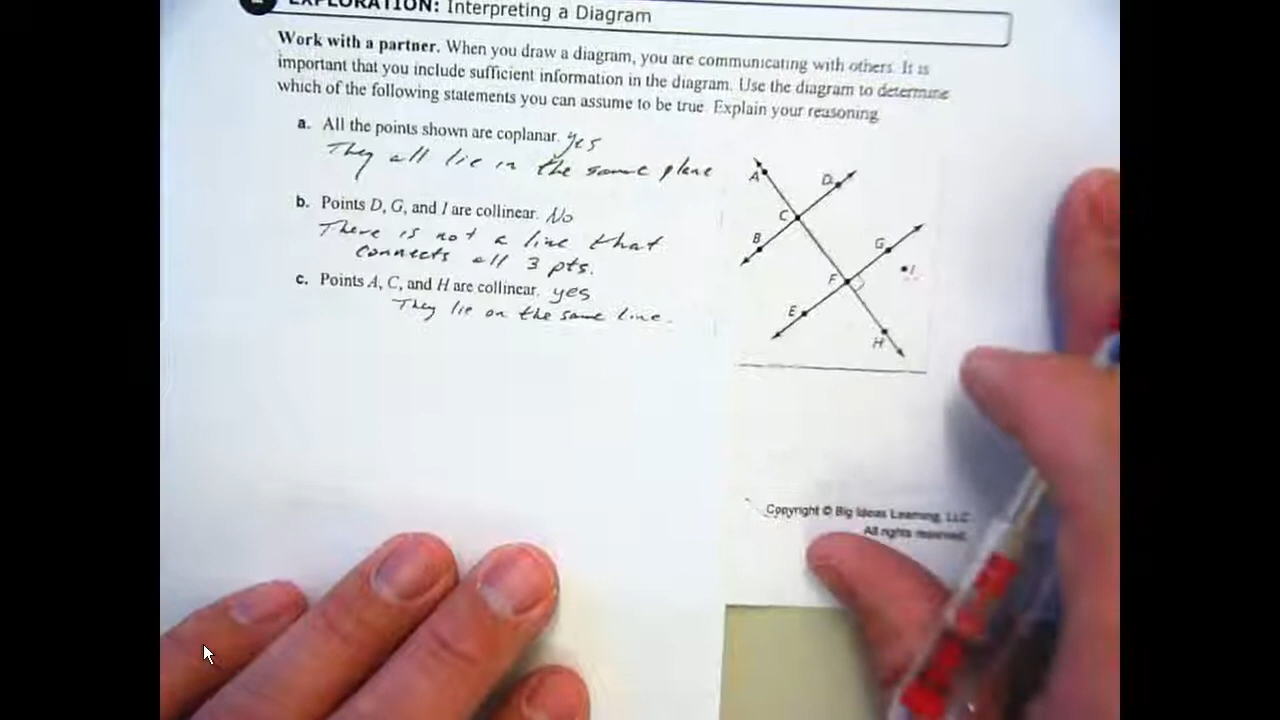 EXPLORATION: Interpreting a Diagram
Work with a partner. When you draw a diagram, you are communicating with others. It is
important that you include sufficient information in the diagram. Use the diagram to determine
which of the following statements you can assume to be true. Explain your reasoning.
a. All the points shown are coplanar. yes
They all lie in the same plane
b. Points D, G, and I are collinear. No
There is not a line that
connects all 3 pts.
c. Points A, C, and H are collinear. yes
They lie on the same line.
A
D
C
B
G
I
F
E
H
Copyright © Big Ideas Learning, LLC
All rights reserved.